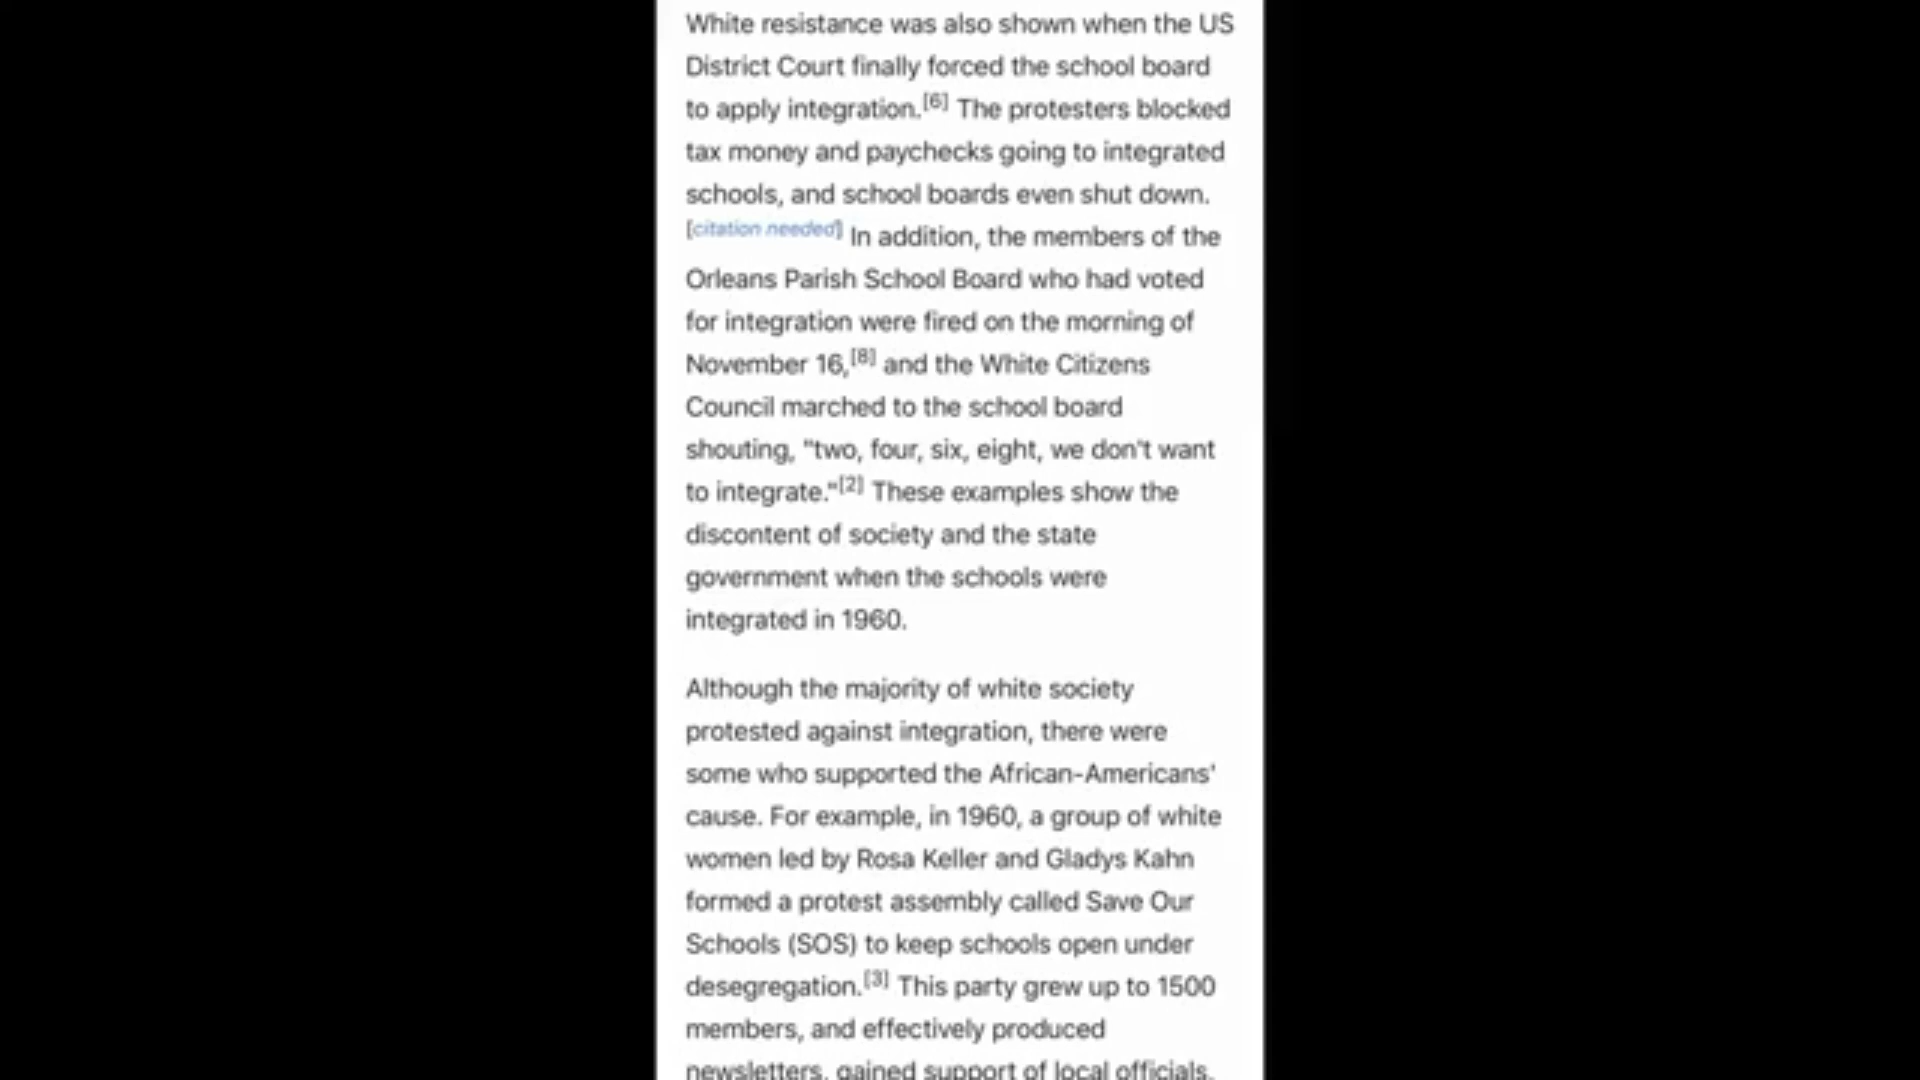 White resistance was also shown when the US
District Court finally forced the school board
to apply integration.[6] The protesters blocked
tax money and paychecks going to integrated
schools, and school boards even shut down.
[citation needed] In addition, the members of the
Orleans Parish School Board who had voted
for integration were fired on the morning of
November 16,[8] and the White Citizens
Council marched to the school board
shouting, "two, four, six, eight, we don't want
to integrate."[2] These examples show the
discontent of society and the state
government when the schools were
integrated in 1960.
Although the majority of white society
protested against integration, there were
some who supported the African-Americans'
cause. For example, in 1960, a group of white
women led by Rosa Keller and Gladys Kahn
formed a protest assembly called Save Our
Schools (SOS) to keep schools open under
desegregation.[3] This party grew up to 1500
members, and effectively produced
newsletters, gained support of local officials,